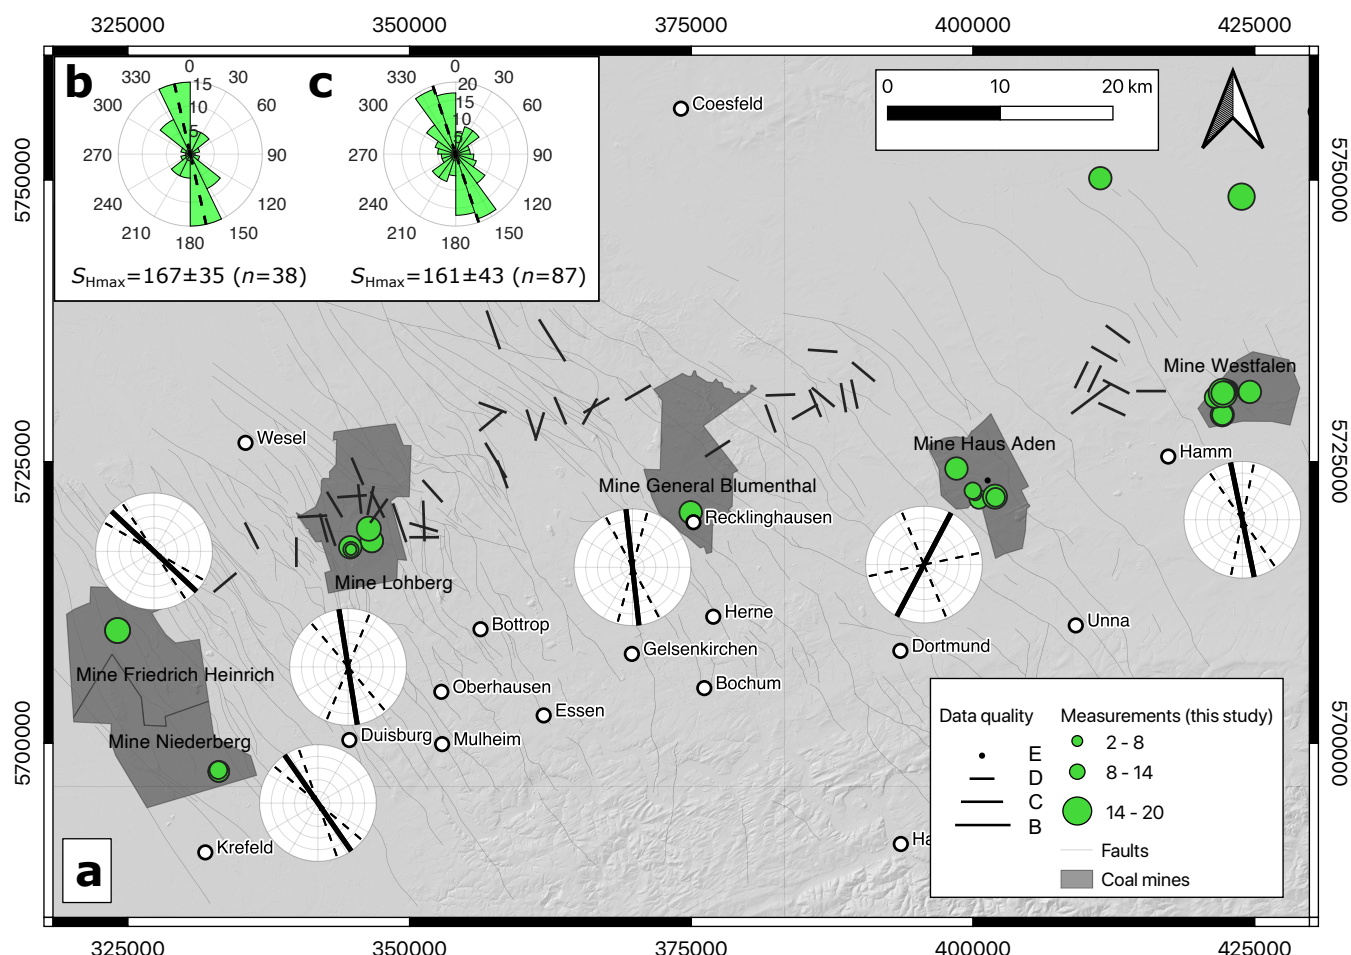 325000 350000 375000 400000 425000
b
0
30
60
90
120
150
180
210
240
270
300
330
15
10
5
SHmax=167±35 (n=38)
c
0
30
60
90
120
150
180
210
240
270
300
330
20
15
10
5
SHmax=161±43 (n=87)
0 10 20 km
5750000
5725000
5700000
5750000
5725000
5700000
Coesfeld
Mine Westfalen
Wesel
Mine Haus Aden
Hamm
Mine General Blumenthal
Recklinghausen
Mine Lohberg
Herne
Bottrop
Unna
Gelsenkirchen
Dortmund
Mine Friedrich Heinrich
Oberhausen
Bochum
Essen
Mine Niederberg
Duisburg
Mulheim
Krefeld
Ha
a
Data quality
E
D
C
B
Measurements (this study)
2 - 8
8 - 14
14 - 20
Faults
Coal mines
325000 350000 375000 400000 425000